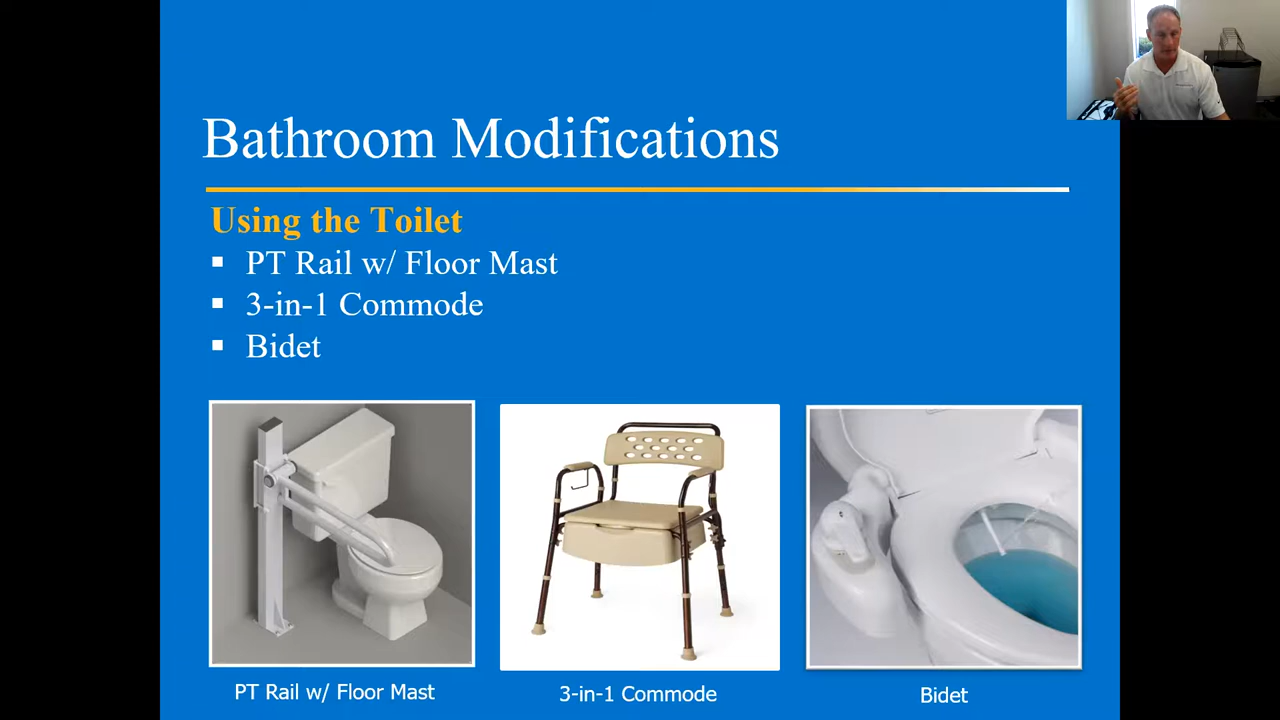 Bathroom Modifications
Using the Toilet
▪ PT Rail w/ Floor Mast
▪ 3-in-1 Commode
▪ Bidet
PT Rail w/ Floor Mast
3-in-1 Commode
Bidet